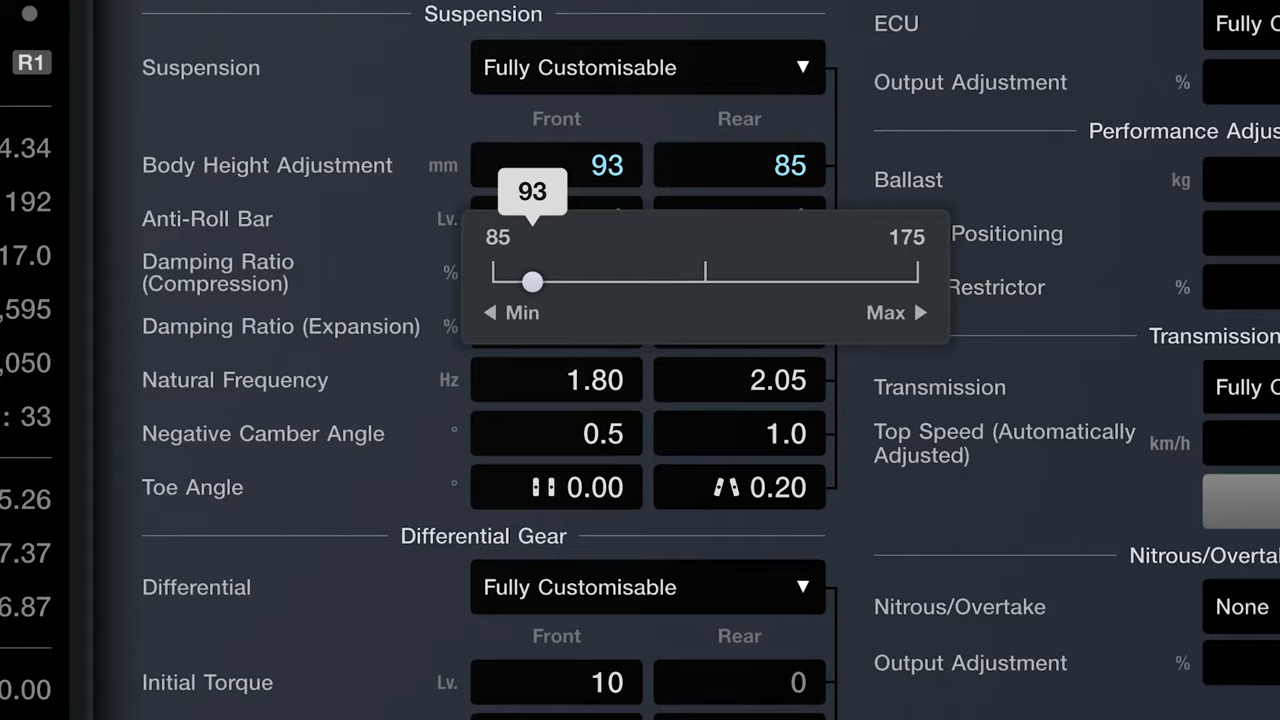 R1
4.34
192
17.0
,595
,050
: 33
5.26
7.37
6.87
0.00
Suspension
Suspension Fully Customisable ▼
Front Rear
Body Height Adjustment mm 93 85
93
Anti-Roll Bar Lv.
85 175
Damping Ratio
(Compression) %
Min Max
Damping Ratio (Expansion) %
Natural Frequency Hz 1.80 2.05
Negative Camber Angle ° 0.5 1.0
Toe Angle ° 0.00 0.20
Differential Gear
Differential Fully Customisable ▼
Front Rear
Initial Torque Lv. 10 0
ECU Fully C
Output Adjustment %
Performance Adjus
Ballast kg
Positioning
Restrictor %
Transmission
Transmission Fully C
Top Speed (Automatically
Adjusted) km/h
Nitrous/Overta
Nitrous/Overtake None
Output Adjustment %